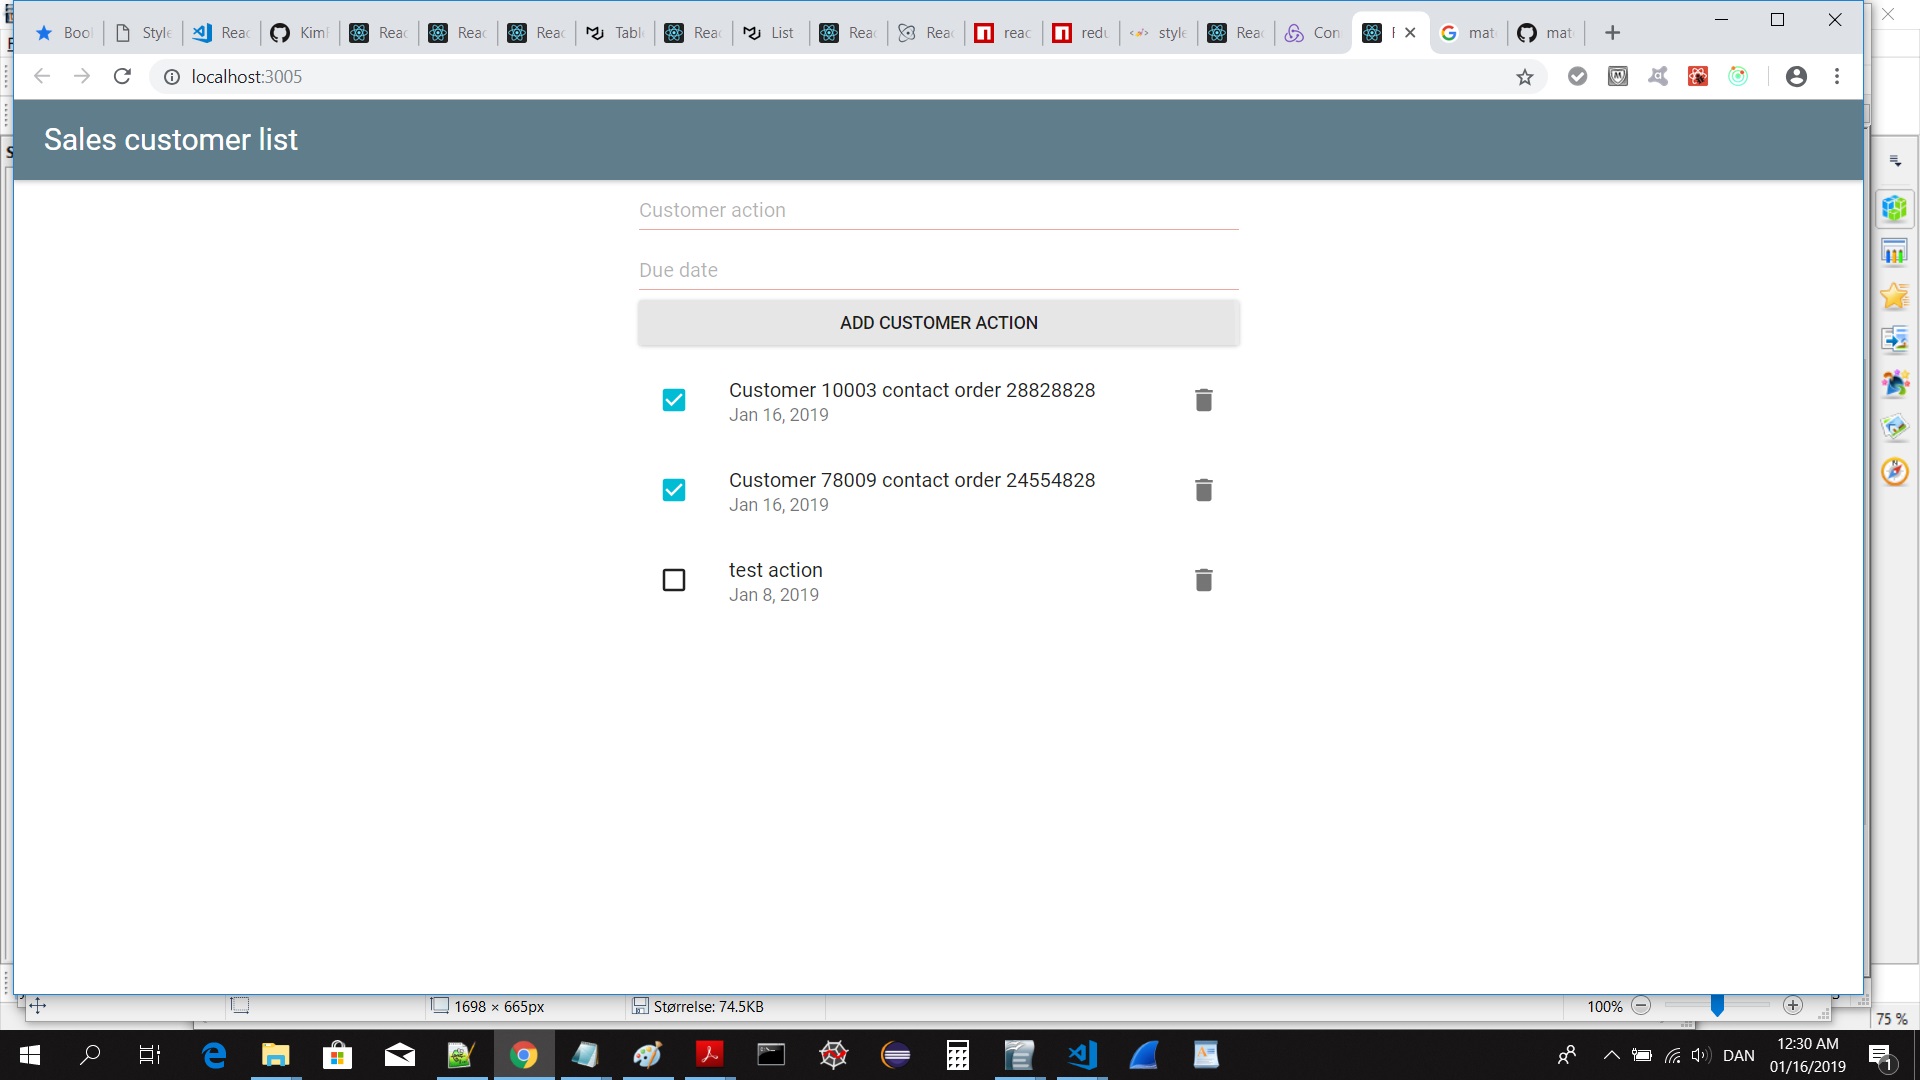 Bool
Style
Reac
Kim
Reac
Reac
Reac
Tabl
Reac
List
Reac
Reac
reac
redu
style
Reac
Con
mat
mat
localhost:3005
Sales customer list
Customer action
Due date
ADD CUSTOMER ACTION
Customer 10003 contact order 28828828
Jan 16, 2019
Customer 78009 contact order 24554828
Jan 16, 2019
test action
Jan 8, 2019
1698 × 665px
Størrelse: 74.5KB
100%
75 %
DAN
12:30 AM
01/16/2019
1